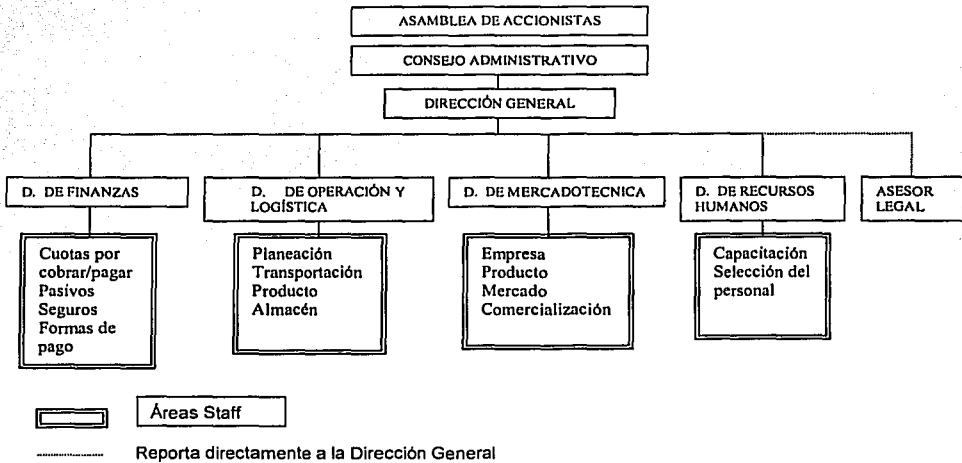 ASAMBLEA DE ACCIONISTAS
CONSEJO ADMINISTRATIVO
DIRECCIÓN GENERAL
D. DE FINANZAS
D. DE OPERACIÓN Y
LOGÍSTICA
D. DE MERCADOTECNICA
D. DE RECURSOS
HUMANOS
ASESOR
LEGAL
Cuotas por
cobrar/pagar
Pasivos
Seguros
Formas de
pago
Planeación
Transportación
Producto
Almacén
Empresa
Producto
Mercado
Comercialización
Capacitación
Selección del
personal
Áreas Staff
Reporta directamente a la Dirección General